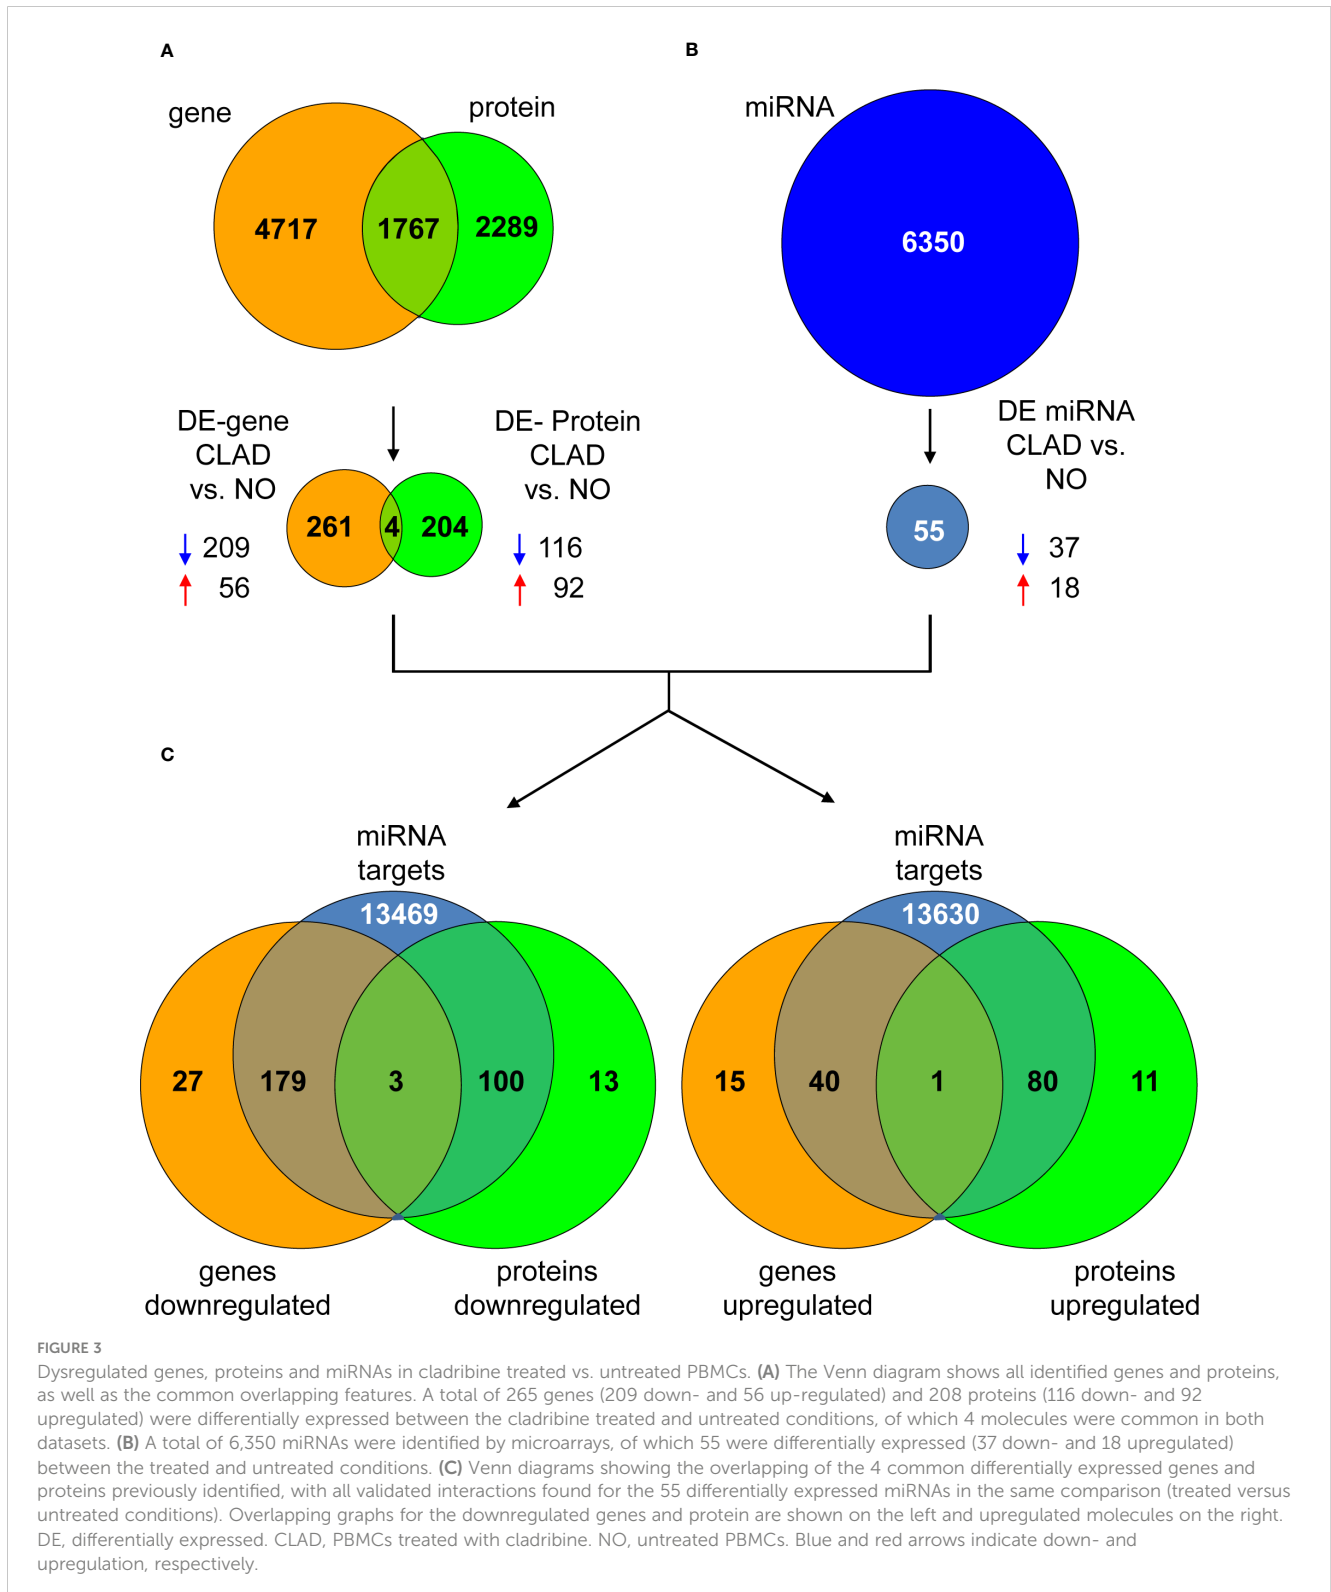 A
B
gene
protein
miRNA
4717
1767
2289
6350
DE-gene
CLAD
vs. NO
DE- Protein
CLAD
vs. NO
DE miRNA
CLAD vs.
NO
261
4
204
55
209
56
116
92
37
18
C
miRNA
targets
miRNA
targets
13469
13630
27
179
3
100
13
15
40
1
80
11
genes
downregulated
proteins
downregulated
genes
upregulated
proteins
upregulated
FIGURE 3
Dysregulated genes, proteins and miRNAs in cladribine treated vs. untreated PBMCs. (A) The Venn diagram shows all identified genes and proteins,
as well as the common overlapping features. A total of 265 genes (209 down- and 56 up-regulated) and 208 proteins (116 down- and 92
upregulated) were differentially expressed between the cladribine treated and untreated conditions, of which 4 molecules were common in both
datasets. (B) A total of 6,350 miRNAs were identified by microarrays, of which 55 were differentially expressed (37 down- and 18 upregulated)
between the treated and untreated conditions. (C) Venn diagrams showing the overlapping of the 4 common differentially expressed genes and
proteins previously identified, with all validated interactions found for the 55 differentially expressed miRNAs in the same comparison (treated versus
untreated conditions). Overlapping graphs for the downregulated genes and protein are shown on the left and upregulated molecules on the right.
DE, differentially expressed. CLAD, PBMCs treated with cladribine. NO, untreated PBMCs. Blue and red arrows indicate down- and
upregulation, respectively.